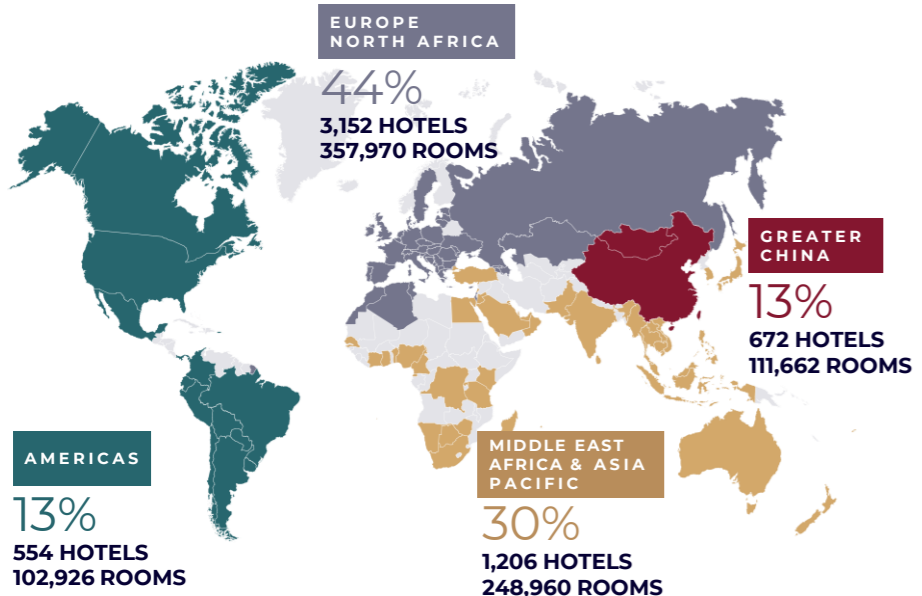 EUROPE
NORTH AFRICA
44%
3,152 HOTELS
357,970 ROOMS
GREATER
CHINA
13%
672 HOTELS
111,662 ROOMS
AMERICAS
13%
554 HOTELS
102,926 ROOMS
MIDDLE EAST
AFRICA & ASIA
PACIFIC
30%
1,206 HOTELS
248,960 ROOMS